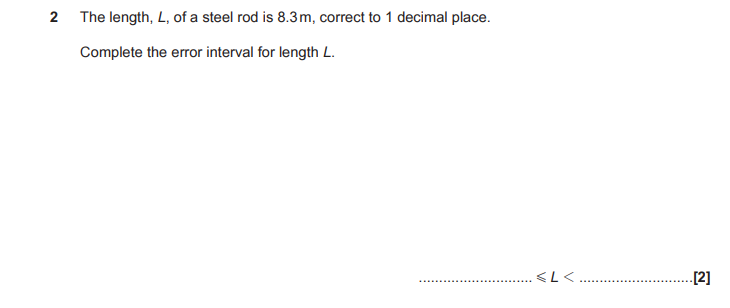 2 The length, L, of a steel rod is 8.3 m, correct to 1 decimal place.
Complete the error interval for length L.
............................ ⩽ L < ............................[2]